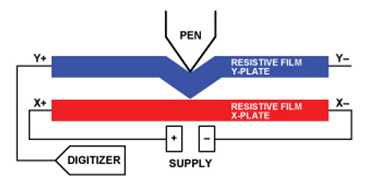 PEN
Y+
RESISTIVE FILM
Y-PLATE
Y–
X+
RESISTIVE FILM
X-PLATE
X–
+
–
DIGITIZER
SUPPLY